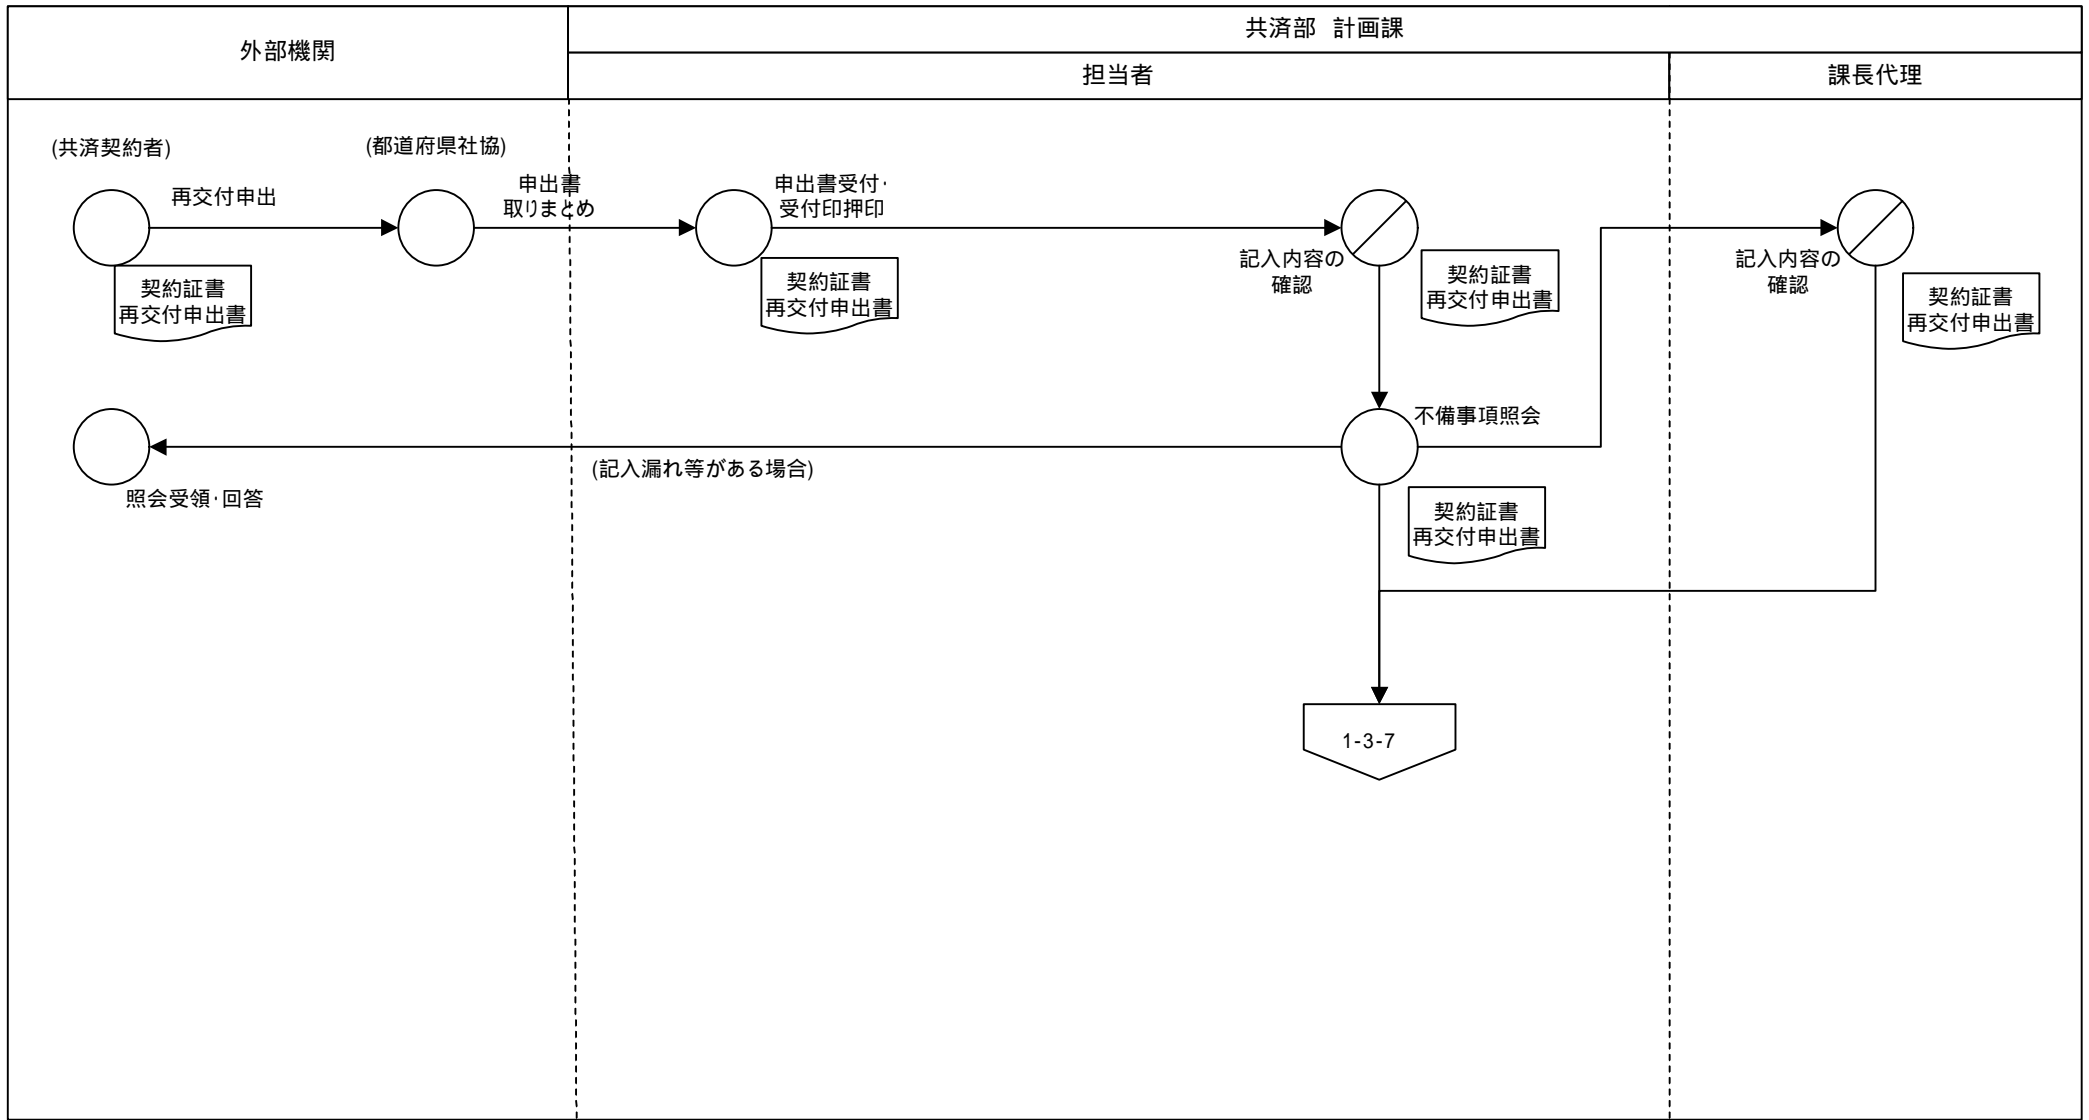 外部機関
共済部 計画課
担当者
課長代理
(共済契約者)
(都道府県社協)
再交付申出
申出書
取りまとめ
申出書受付・
受付印押印
記入内容の
確認
記入内容の
確認
契約証書
再交付申出書
契約証書
再交付申出書
契約証書
再交付申出書
契約証書
再交付申出書
不備事項照会
(記入漏れ等がある場合)
照会受領・回答
契約証書
再交付申出書
1-3-7